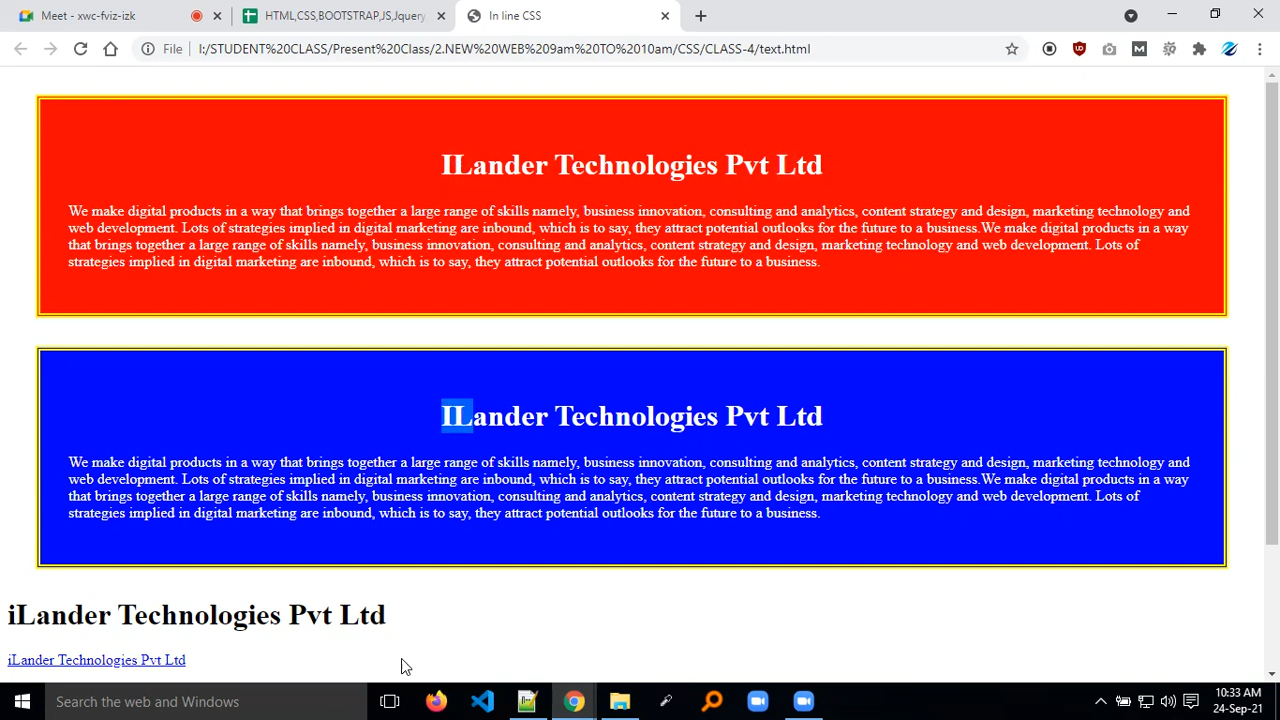 Meet - xwc-fviz-izk
HTML,CSS,BOOTSTRAP,JS,Jquery
In line CSS
File
I:/STUDENT%20CLASS/Present%20Class/2.NEW%20WEB%209am%20TO%2010am/CSS/CLASS-4/text.html
ILander Technologies Pvt Ltd
We make digital products in a way that brings together a large range of skills namely, business innovation, consulting and analytics, content strategy and design, marketing technology and
web development. Lots of strategies implied in digital marketing are inbound, which is to say, they attract potential outlooks for the future to a business.We make digital products in a way
that brings together a large range of skills namely, business innovation, consulting and analytics, content strategy and design, marketing technology and web development. Lots of
strategies implied in digital marketing are inbound, which is to say, they attract potential outlooks for the future to a business.
ILander Technologies Pvt Ltd
We make digital products in a way that brings together a large range of skills namely, business innovation, consulting and analytics, content strategy and design, marketing technology and
web development. Lots of strategies implied in digital marketing are inbound, which is to say, they attract potential outlooks for the future to a business.We make digital products in a way
that brings together a large range of skills namely, business innovation, consulting and analytics, content strategy and design, marketing technology and web development. Lots of
strategies implied in digital marketing are inbound, which is to say, they attract potential outlooks for the future to a business.
iLander Technologies Pvt Ltd
iLander Technologies Pvt Ltd
Search the web and Windows
10:33 AM
24-Sep-21